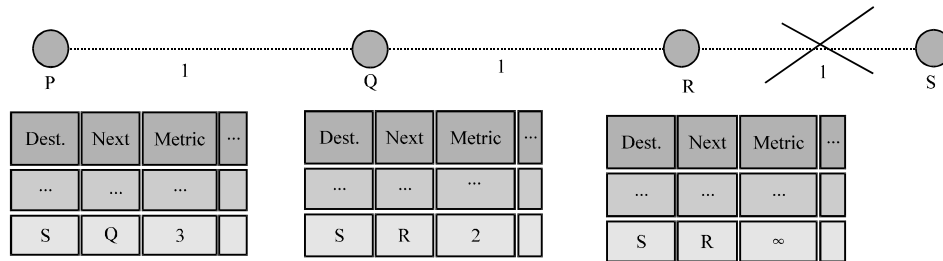 P 1 Q 1 R 1 S
Dest. Next Metric ...
... ... ...
S Q 3
Dest. Next Metric ...
... ... ...
S R 2
Dest. Next Metric ...
... ... ...
S R ∞